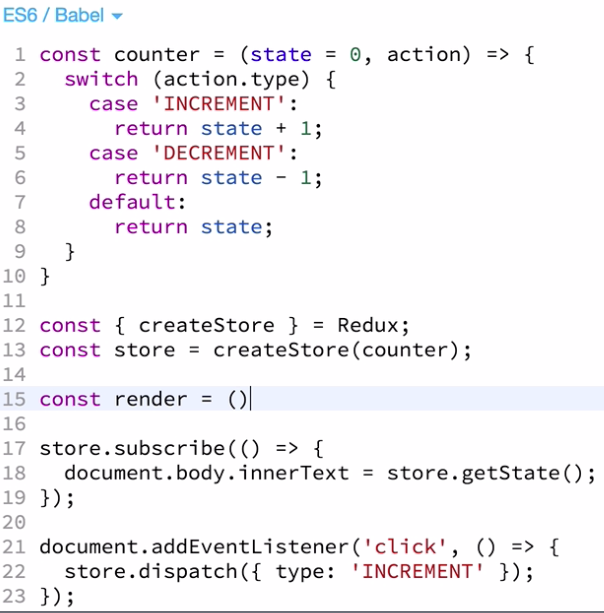 ES6 / Babel
1 const counter = (state = 0, action) => {
2   switch (action.type) {
3     case 'INCREMENT':
4       return state + 1;
5     case 'DECREMENT':
6       return state - 1;
7     default:
8       return state;
9   }
10 }
11
12 const { createStore } = Redux;
13 const store = createStore(counter);
14
15 const render = ()
16
17 store.subscribe(() => {
18   document.body.innerText = store.getState();
19 });
20
21 document.addEventListener('click', () => {
22   store.dispatch({ type: 'INCREMENT' });
23 });